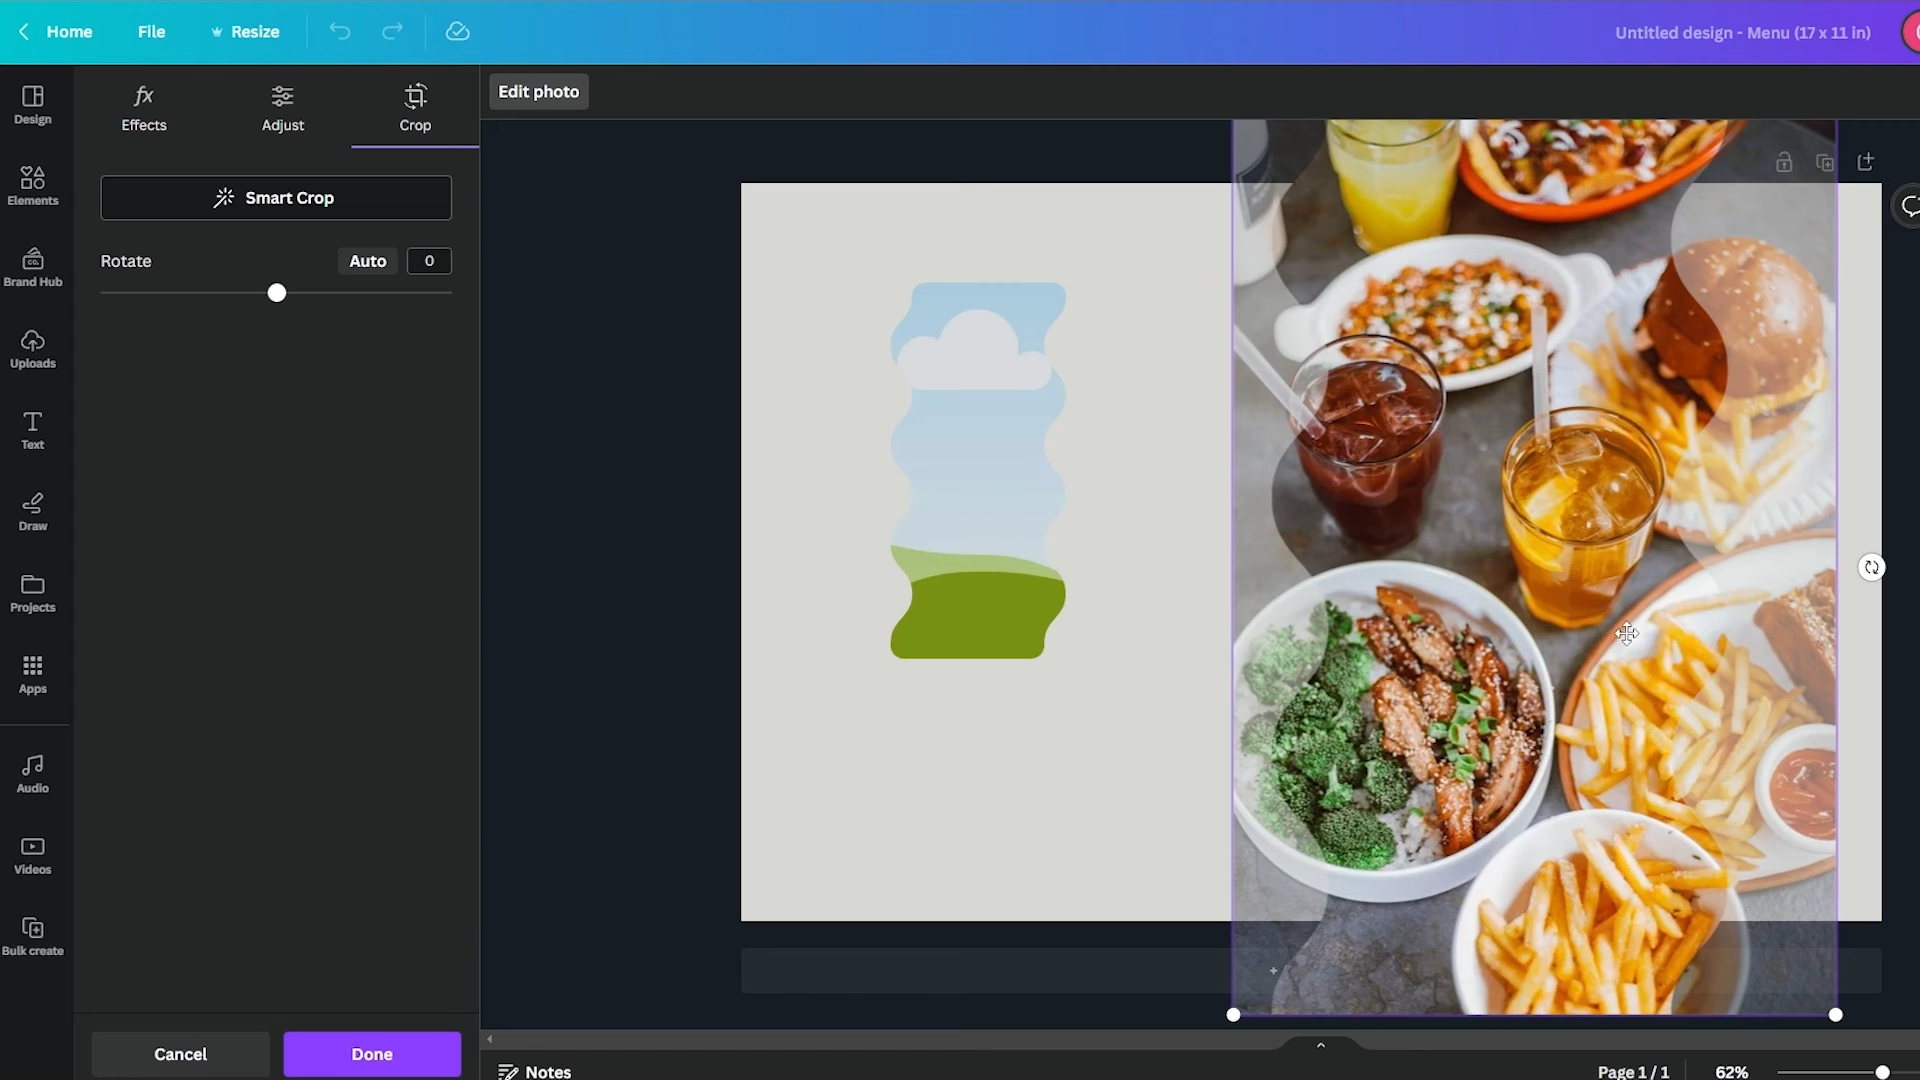 Home File Resize Untitled design - Menu (17 x 11 in)
Design
Elements
Brand Hub
CO.
Uploads
Text
Draw
Projects
Apps
Audio
Videos
Bulk create
fx
Effects Adjust Crop
Smart Crop
Rotate Auto 0
Cancel Done
Edit photo
Notes Page 1 / 1 62%